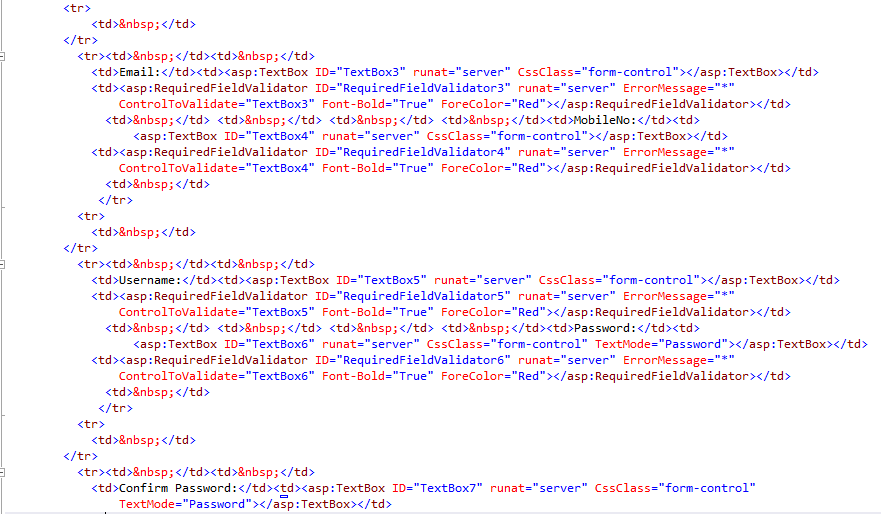 <tr>
<td>&nbsp;</td>
</tr>
<tr><td>&nbsp;</td><td>&nbsp;</td>
<td>Email:</td><td><asp:TextBox ID="TextBox3" runat="server" CssClass="form-control"></asp:TextBox></td>
<td><asp:RequiredFieldValidator ID="RequiredFieldValidator3" runat="server" ErrorMessage="*"
ControlToValidate="TextBox3" Font-Bold="True" ForeColor="Red"></asp:RequiredFieldValidator></td>
<td>&nbsp;</td> <td>&nbsp;</td> <td>&nbsp;</td> <td>&nbsp;</td><td>MobileNo:</td><td>
<asp:TextBox ID="TextBox4" runat="server" CssClass="form-control"></asp:TextBox></td>
<td><asp:RequiredFieldValidator ID="RequiredFieldValidator4" runat="server" ErrorMessage="*"
ControlToValidate="TextBox4" Font-Bold="True" ForeColor="Red"></asp:RequiredFieldValidator></td>
<td>&nbsp;</td>
</tr>
<tr>
<td>&nbsp;</td>
</tr>
<tr><td>&nbsp;</td><td>&nbsp;</td>
<td>Username:</td><td><asp:TextBox ID="TextBox5" runat="server" CssClass="form-control"></asp:TextBox></td>
<td><asp:RequiredFieldValidator ID="RequiredFieldValidator5" runat="server" ErrorMessage="*"
ControlToValidate="TextBox5" Font-Bold="True" ForeColor="Red"></asp:RequiredFieldValidator></td>
<td>&nbsp;</td> <td>&nbsp;</td> <td>&nbsp;</td> <td>&nbsp;</td><td>Password:</td><td>
<asp:TextBox ID="TextBox6" runat="server" CssClass="form-control" TextMode="Password"></asp:TextBox></td>
<td><asp:RequiredFieldValidator ID="RequiredFieldValidator6" runat="server" ErrorMessage="*"
ControlToValidate="TextBox6" Font-Bold="True" ForeColor="Red"></asp:RequiredFieldValidator></td>
<td>&nbsp;</td>
</tr>
<tr>
<td>&nbsp;</td>
</tr>
<tr><td>&nbsp;</td><td>&nbsp;</td>
<td>Confirm Password:</td><td><asp:TextBox ID="TextBox7" runat="server" CssClass="form-control"
TextMode="Password"></asp:TextBox></td>